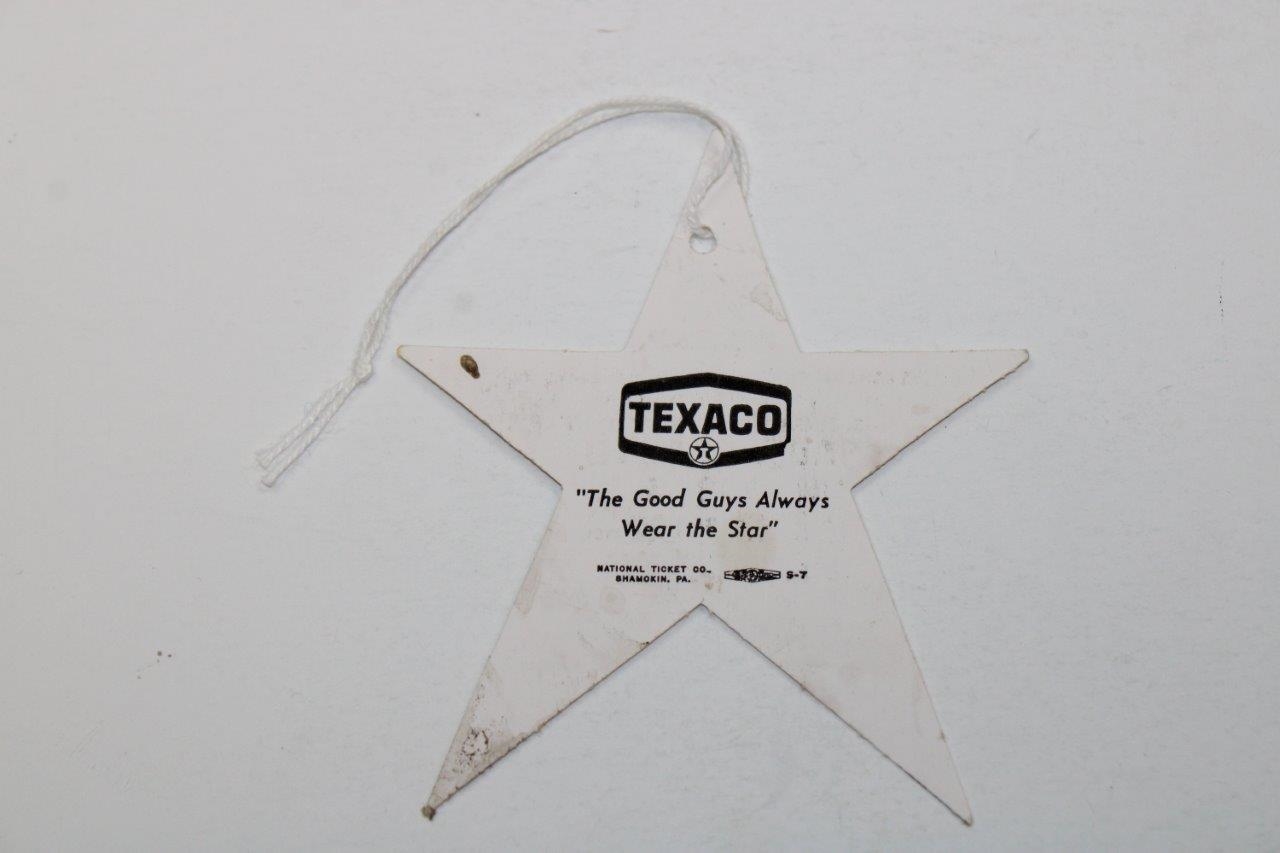 TEXACO
"The Good Guys Always
Wear the Star"
NATIONAL TICKET CO.
SHAMOKIN, PA.
S-7